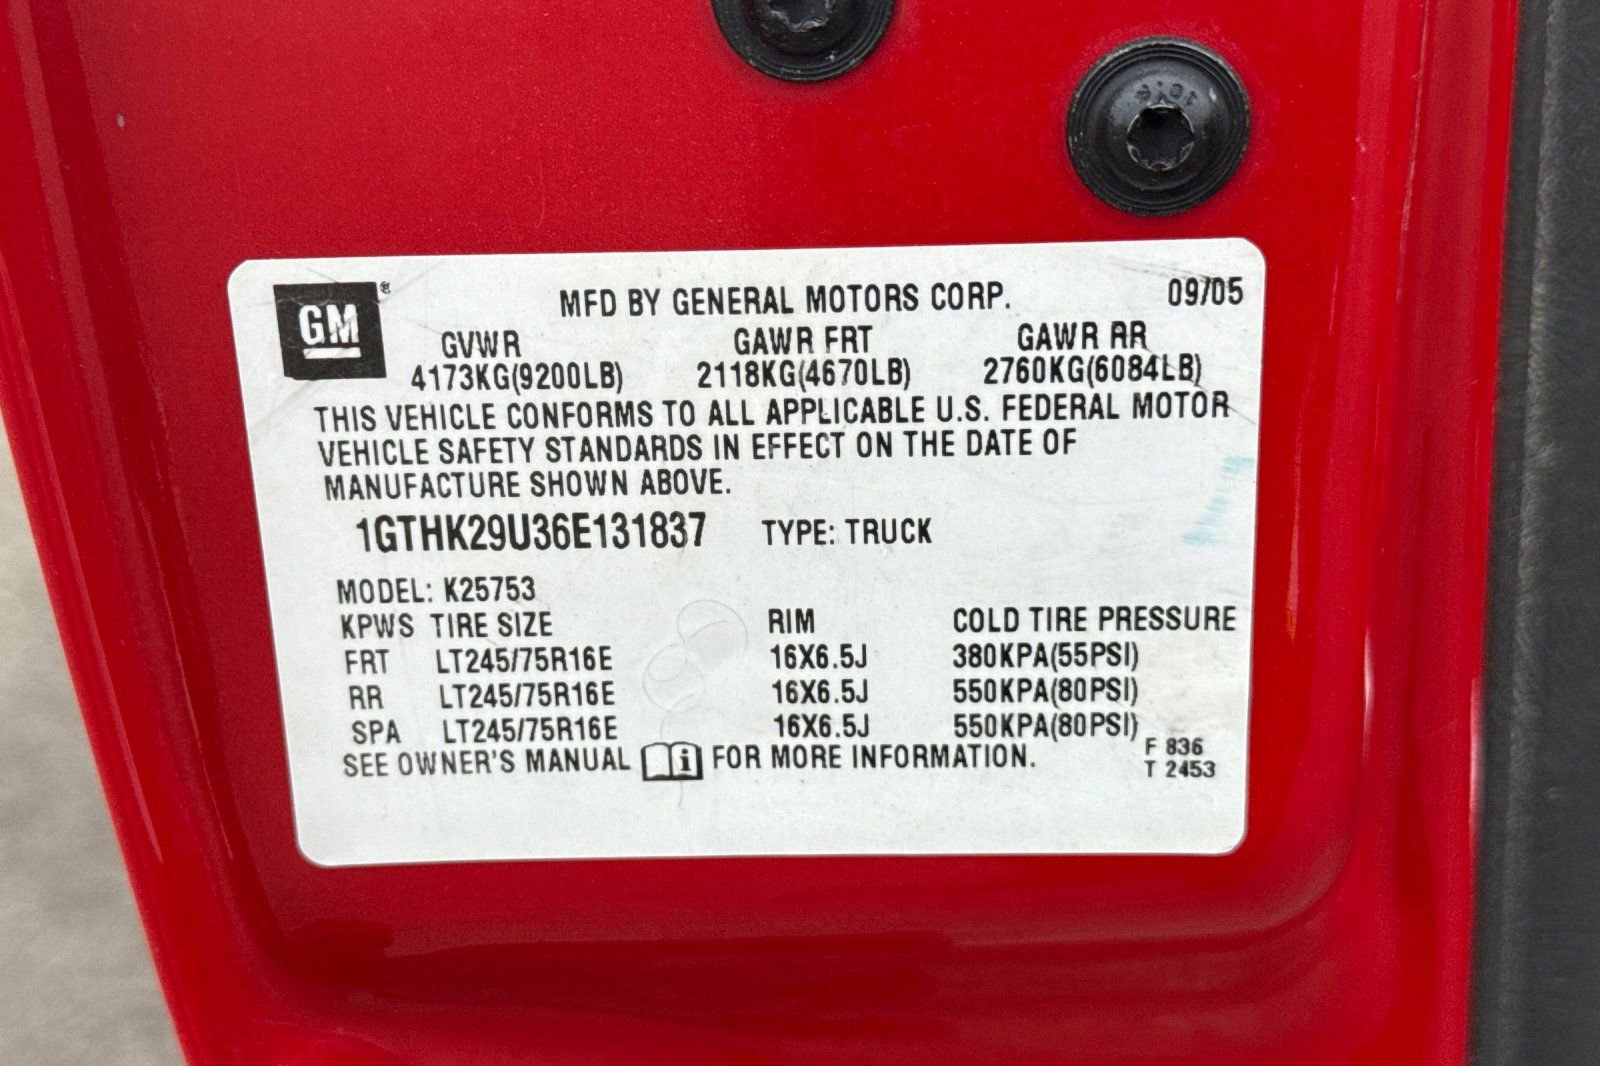 10.9
GM® MFD BY GENERAL MOTORS CORP. 09/05
GVWR GAWR FRT GAWR RR
4173KG(9200LB) 2118KG(4670LB) 2760KG(6084LB)
THIS VEHICLE CONFORMS TO ALL APPLICABLE U.S. FEDERAL MOTOR
VEHICLE SAFETY STANDARDS IN EFFECT ON THE DATE OF
MANUFACTURE SHOWN ABOVE.
1GTHK29U36E131837 TYPE: TRUCK
MODEL: K25753
KPWS TIRE SIZE RIM COLD TIRE PRESSURE
FRT LT245/75R16E 16X6.5J 380KPA(55PSI)
RR LT245/75R16E 16X6.5J 550KPA(80PSI)
SPA LT245/75R16E 16X6.5J 550KPA(80PSI)
SEE OWNER'S MANUAL i FOR MORE INFORMATION.
F 836
T 2453